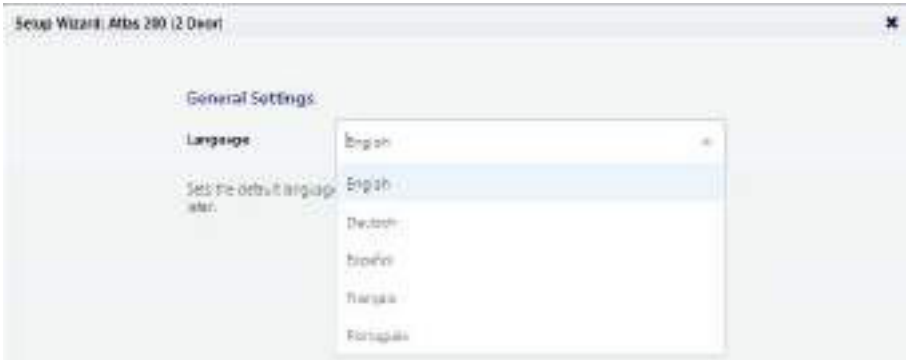 Setup Wizard: Atlas 200 (2 Door)
General Settings
Language
English
Sets the default language
later.
English
Deutsch
Español
Français
Português